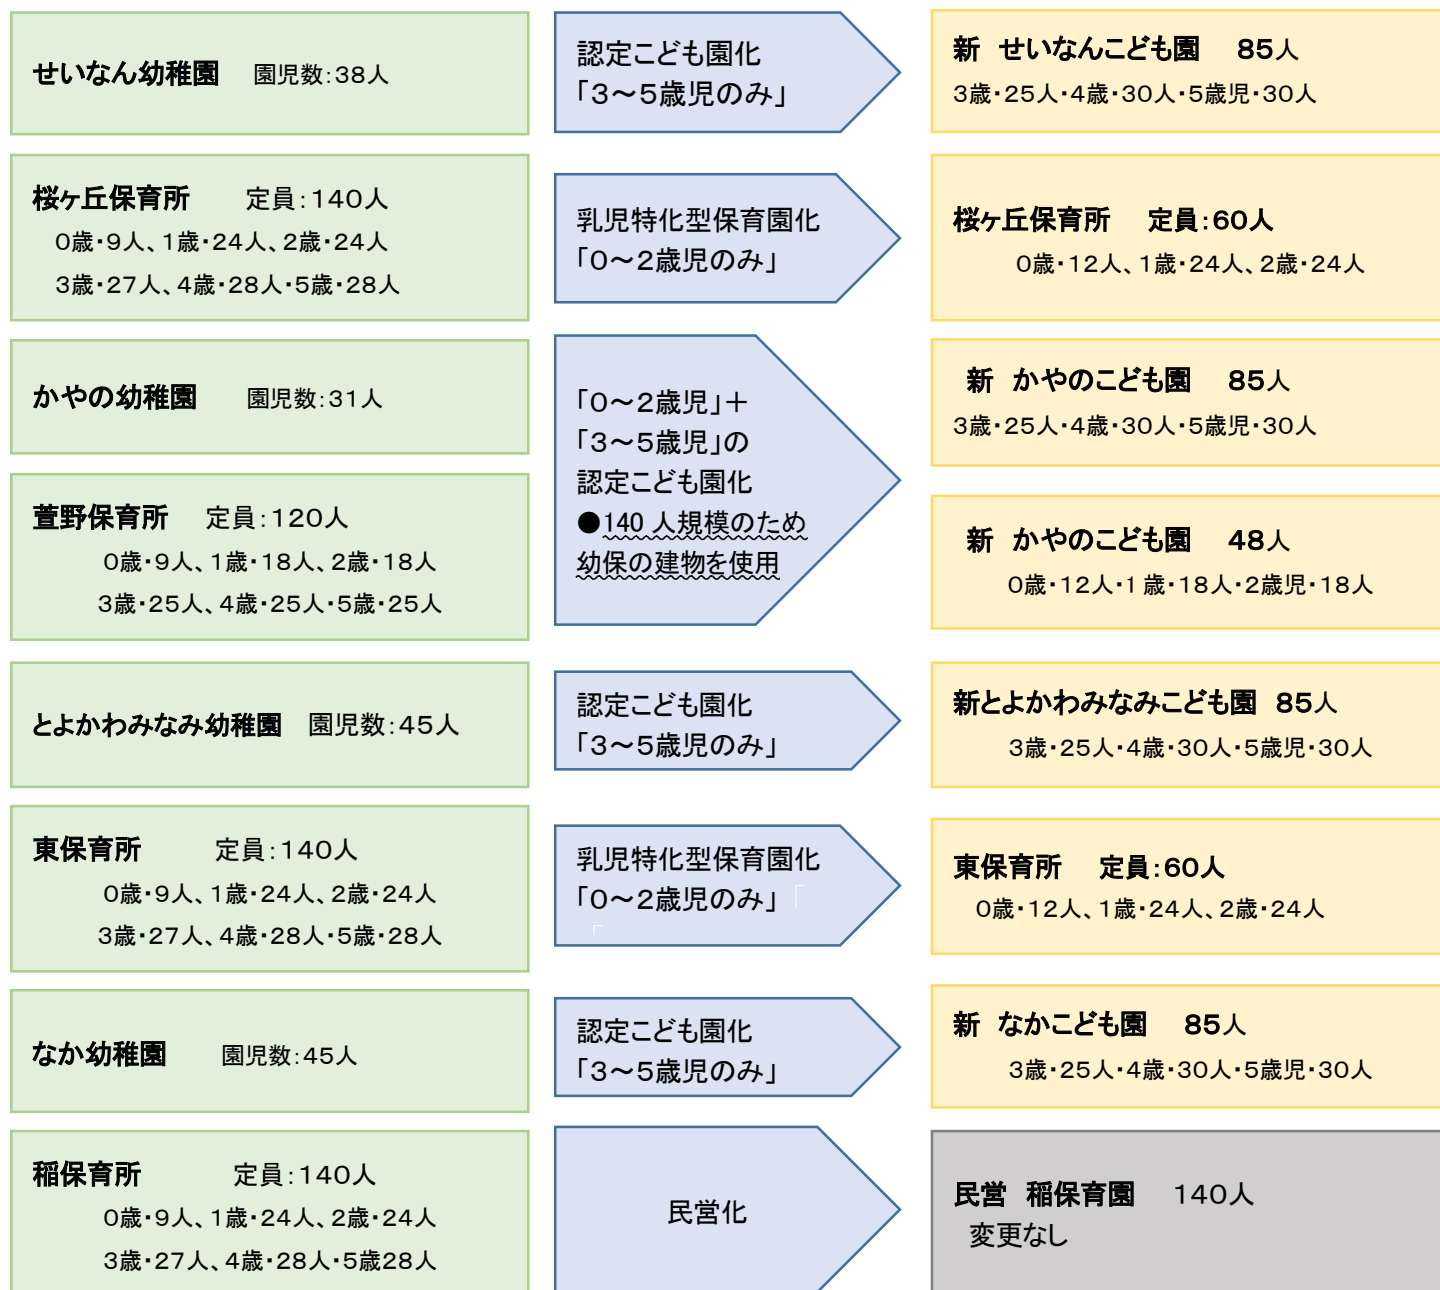 せいなん幼稚園　園児数：38人
認定こども園化
「3～5歳児のみ」
新　せいなんこども園　85人
3歳・25人・4歳・30人・5歳児・30人
桜ヶ丘保育所　定員：140人
0歳・9人、1歳・24人、2歳・24人
3歳・27人、4歳・28人・5歳・28人
乳児特化型保育園化
「0～2歳児のみ」
桜ヶ丘保育所　定員：60人
0歳・12人、1歳・24人、2歳・24人
かやの幼稚園　園児数：31人
萱野保育所　定員：120人
0歳・9人、1歳・18人、2歳・18人
3歳・25人、4歳・25人・5歳・25人
「0～2歳児」＋
「3～5歳児」の
認定こども園化
●140人規模のため
幼保の建物を使用
新　かやのこども園　85人
3歳・25人・4歳・30人・5歳児・30人
新　かやのこども園　48人
0歳・12人・1歳・18人・2歳児・18人
とよかわみなみ幼稚園　園児数：45人
認定こども園化
「3～5歳児のみ」
新とよかわみなみこども園　85人
3歳・25人・4歳・30人・5歳児・30人
東保育所　定員：140人
0歳・9人、1歳・24人、2歳・24人
3歳・27人、4歳・28人・5歳・28人
乳児特化型保育園化
「0～2歳児のみ」「
「
東保育所　定員：60人
0歳・12人、1歳・24人、2歳・24人
なか幼稚園　園児数：45人
認定こども園化
「3～5歳児のみ」
新　なかこども園　85人
3歳・25人・4歳・30人・5歳児・30人
稲保育所　定員：140人
0歳・9人、1歳・24人、2歳・24人
3歳・27人、4歳・28人・5歳28人
民営化
民営　稲保育園　140人
変更なし